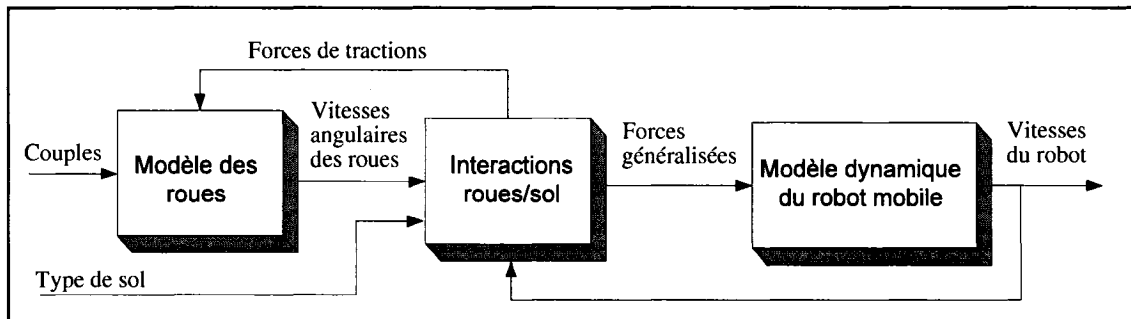 Forces de tractions
Couples
Modèle des
roues
Vitesses
angulaires
des roues
Interactions
roues/sol
Forces
généralisées
Modèle dynamique
du robot mobile
Vitesses
du robot
Type de sol